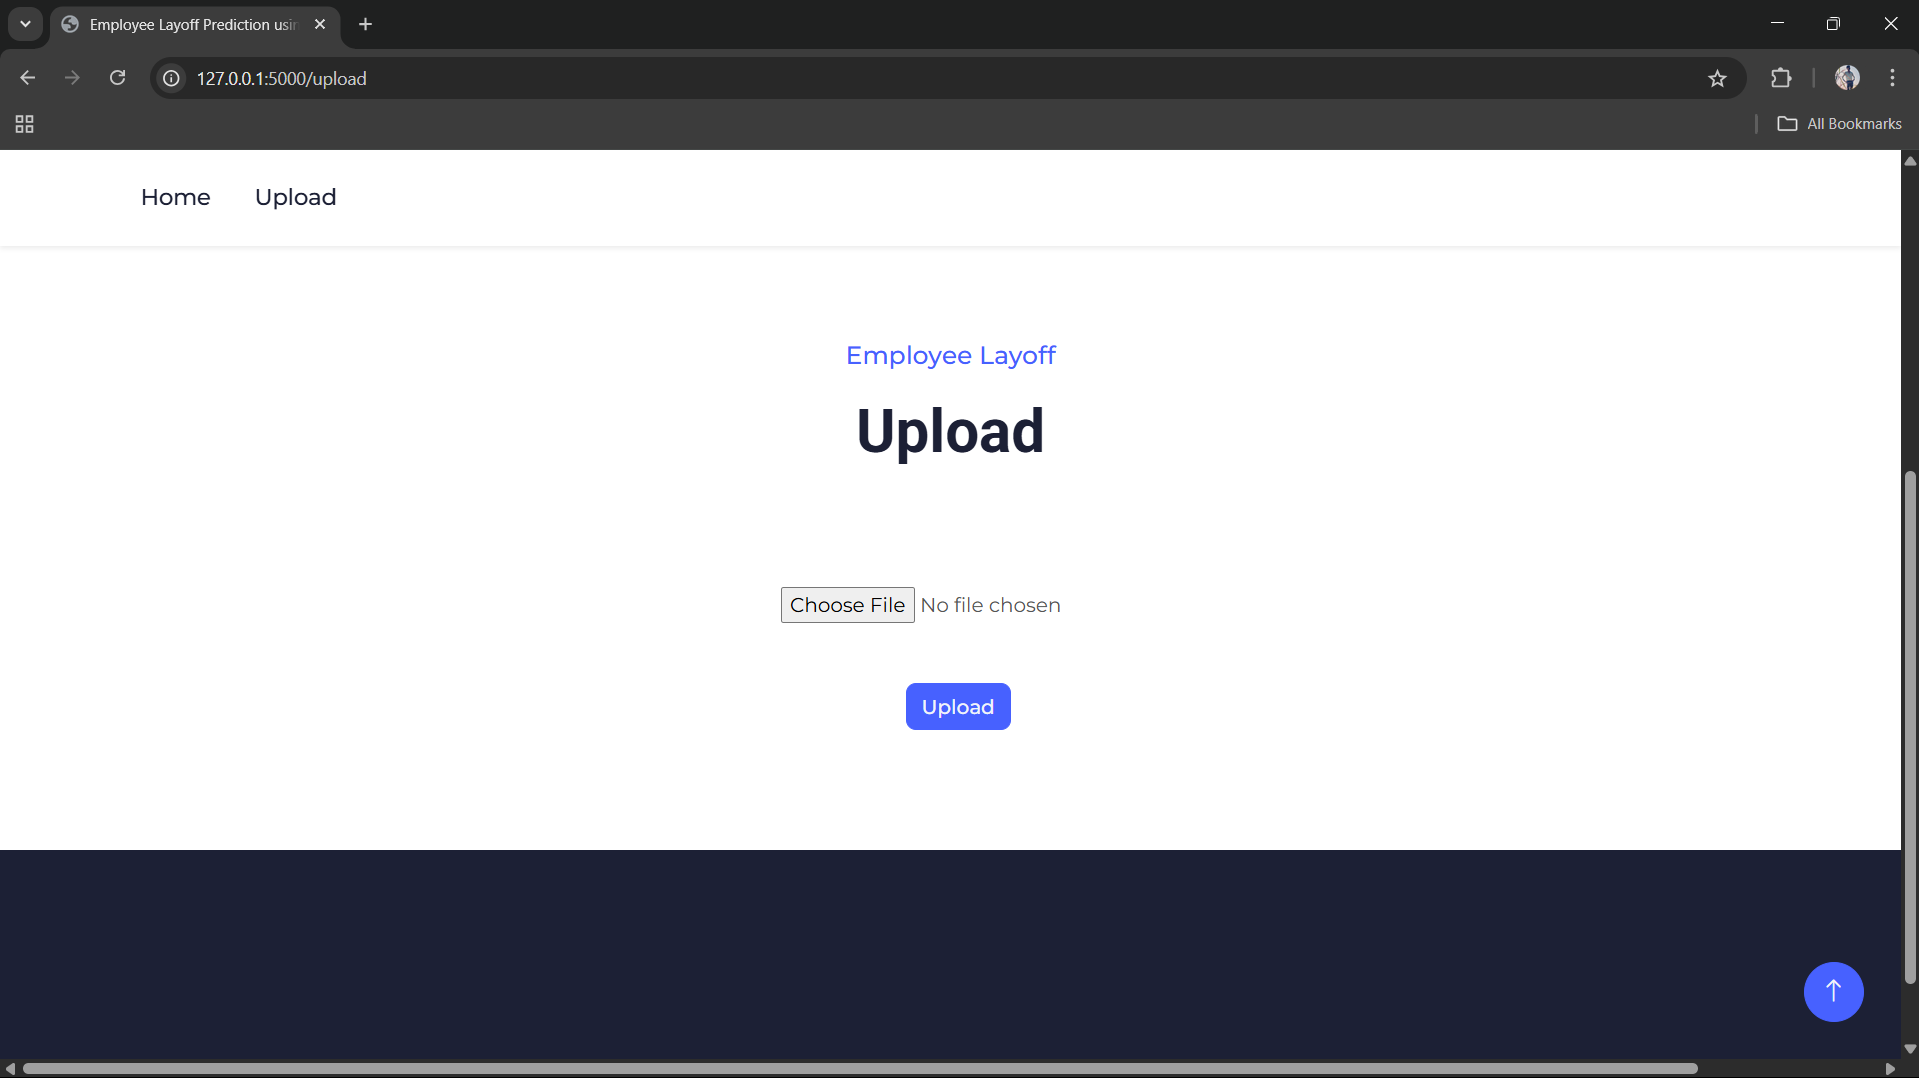 Employee Layoff Prediction usin
127.0.0.1:5000/upload
All Bookmarks
Home Upload
Employee Layoff
Upload
Choose File No file chosen
Upload